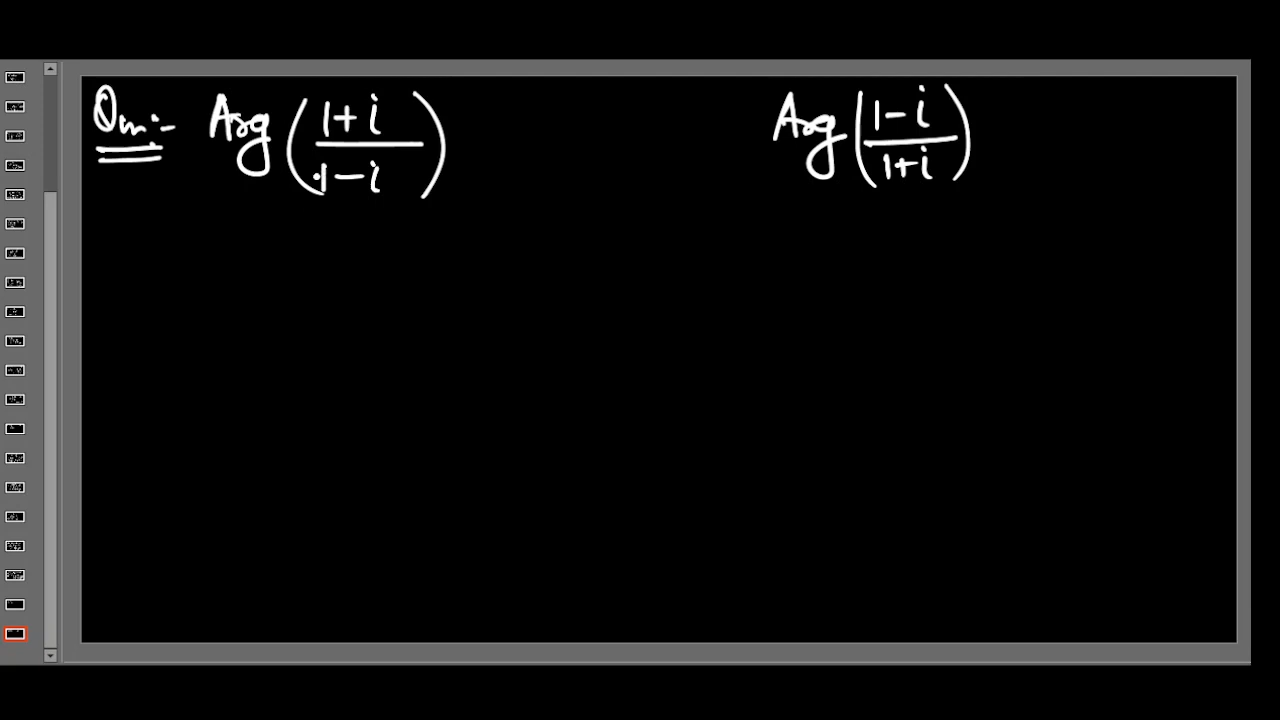 Qn:- Arg (1+i / 1-i) Arg (1-i / 1+i)